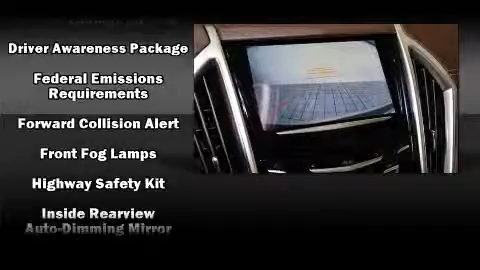 Driver Awareness Package
Federal Emissions
Requirements
Forward Collision Alert
Front Fog Lamps
Highway Safety Kit
Inside Rearview
Auto-Dimming Mirror